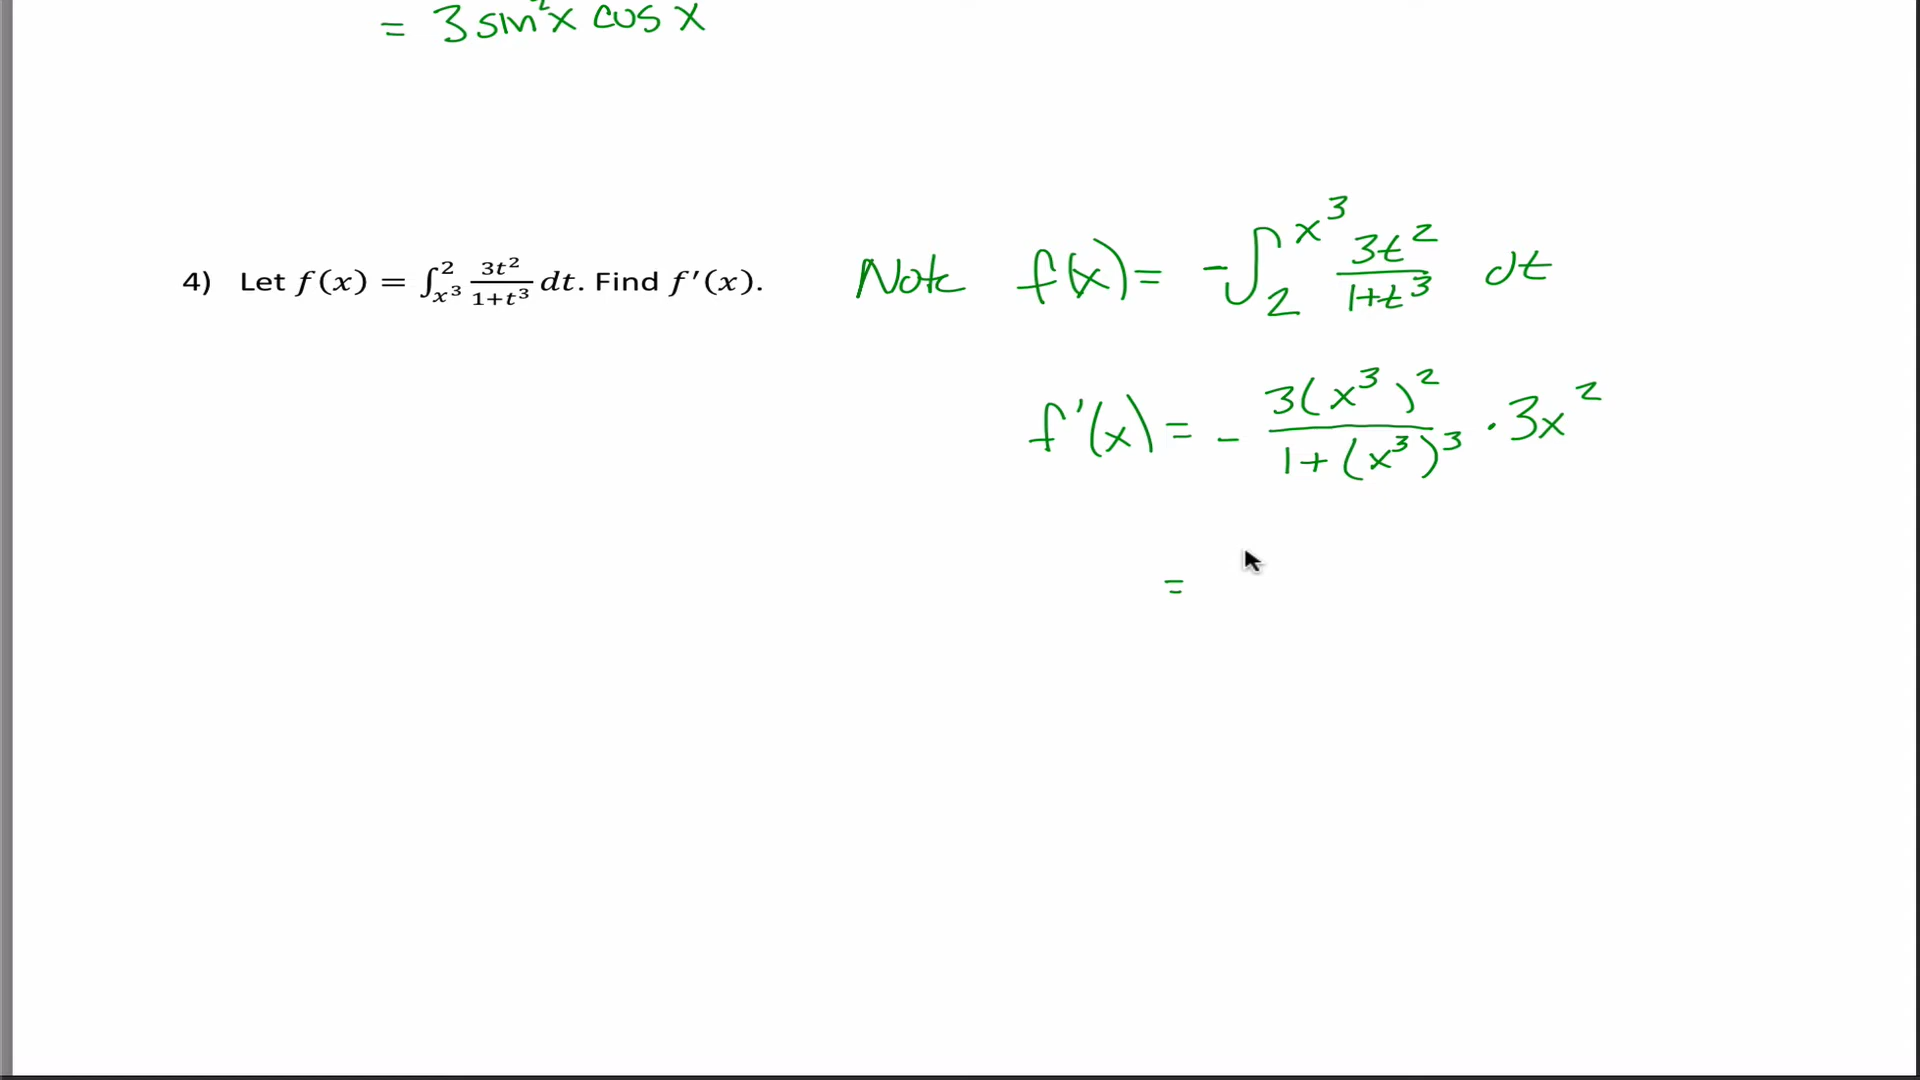 = 3 sin²x cos x
4) Let f(x) = ∫_{x³}^{2} 3t²/(1+t³) dt. Find f′(x). Note f(x) = -∫_{2}^{x³} 3t²/(1+t³) dt
f'(x) = - 3(x³)²/(1+(x³)³) · 3x²
=